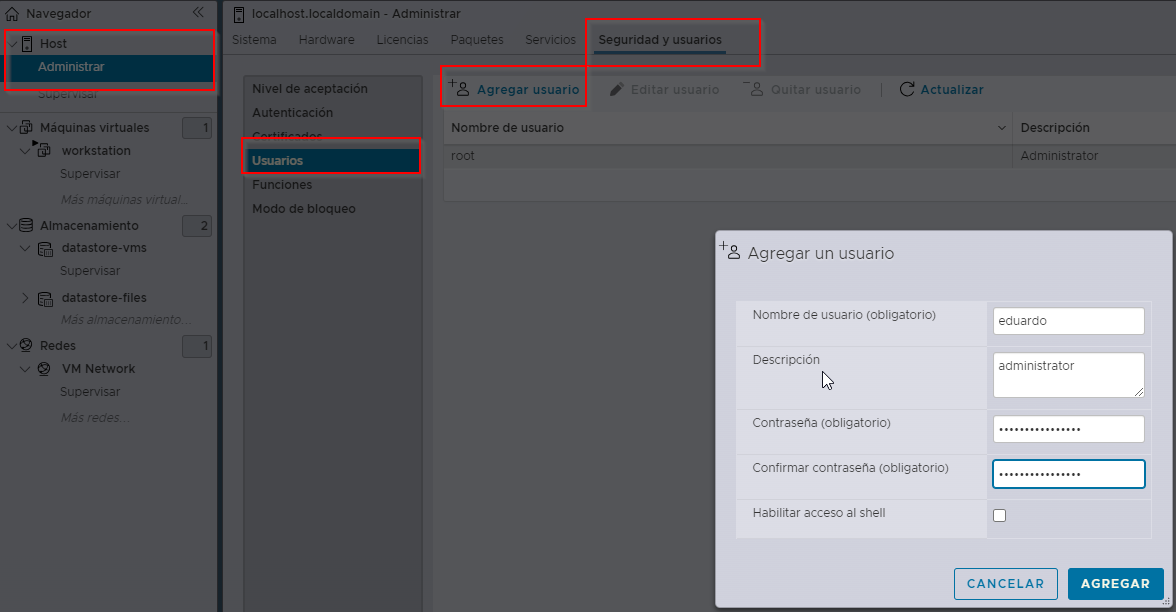 Navegador
Host
Administrar
Supervisar
Máquinas virtuales 1
workstation
Supervisar
Más máquinas virtual...
Almacenamiento 2
datastore-vms
Supervisar
datastore-files
Más almacenamiento...
Redes 1
VM Network
Supervisar
Más redes...
localhost.localdomain - Administrar
Sistema Hardware Licencias Paquetes Servicios Seguridad y usuarios
Nivel de aceptación
Autenticación
Certificados
Usuarios
Funciones
Modo de bloqueo
Agregar usuario Editar usuario Quitar usuario | Actualizar
Nombre de usuario Descripción
root Administrator
Agregar un usuario
Nombre de usuario (obligatorio) eduardo
Descripción administrator
Contraseña (obligatorio) ••••••••••••••••
Confirmar contraseña (obligatorio) ••••••••••••••••
Habilitar acceso al shell
CANCELAR AGREGAR